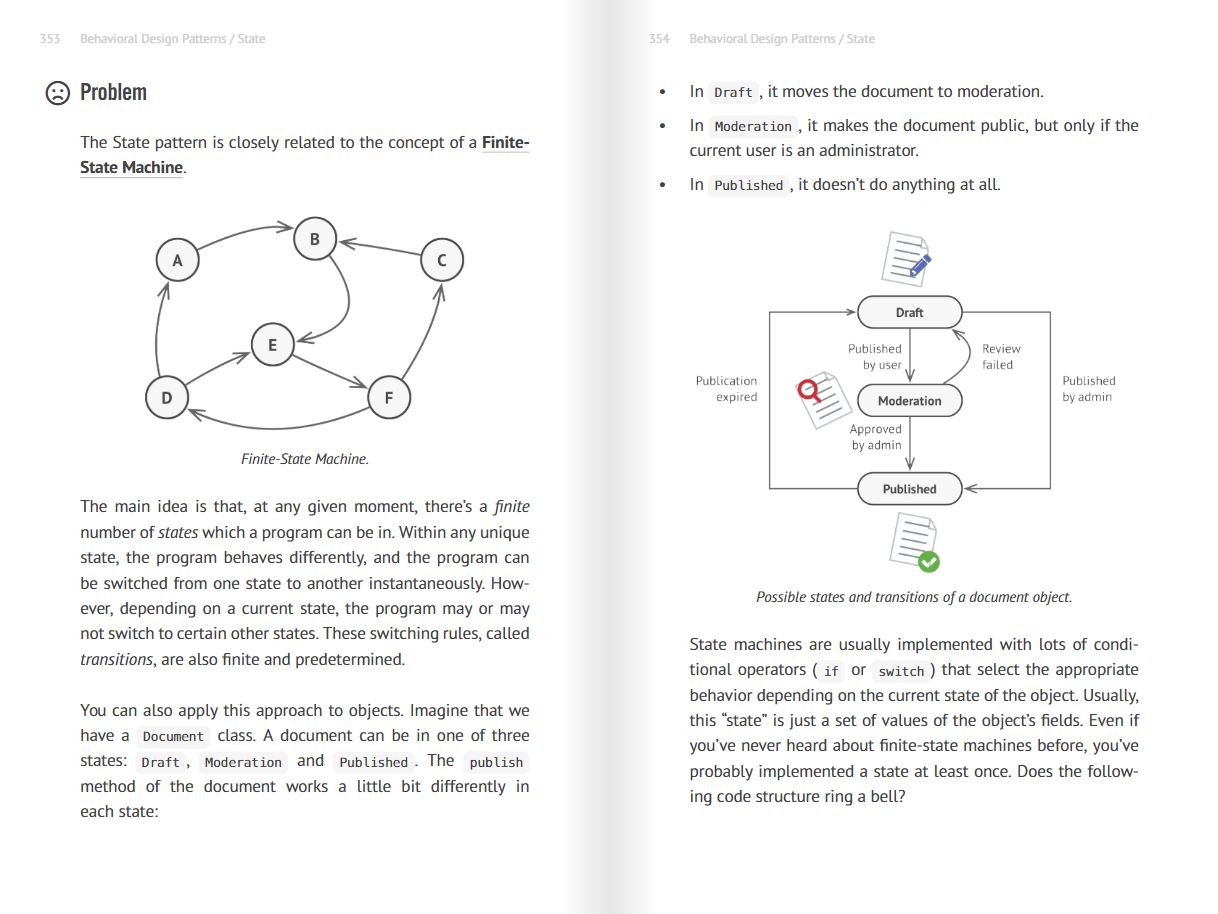 353 Behavioral Design Patterns / State
Problem
The State pattern is closely related to the concept of a Finite-
State Machine.
A
B
C
E
D
F
Finite-State Machine.
The main idea is that, at any given moment, there's a finite
number of states which a program can be in. Within any unique
state, the program behaves differently, and the program can
be switched from one state to another instantaneously. How-
ever, depending on a current state, the program may or may
not switch to certain other states. These switching rules, called
transitions, are also finite and predetermined.
You can also apply this approach to objects. Imagine that we
have a Document class. A document can be in one of three
states: Draft, Moderation and Published. The publish
method of the document works a little bit differently in
each state:
354 Behavioral Design Patterns / State
• In Draft, it moves the document to moderation.
• In Moderation, it makes the document public, but only if the
current user is an administrator.
• In Published, it doesn't do anything at all.
Draft
Published
by user
Review
failed
Publication
expired
Moderation
Published
by admin
Approved
by admin
Published
Possible states and transitions of a document object.
State machines are usually implemented with lots of condi-
tional operators (if or switch) that select the appropriate
behavior depending on the current state of the object. Usually,
this “state” is just a set of values of the object's fields. Even if
you've never heard about finite-state machines before, you've
probably implemented a state at least once. Does the follow-
ing code structure ring a bell?